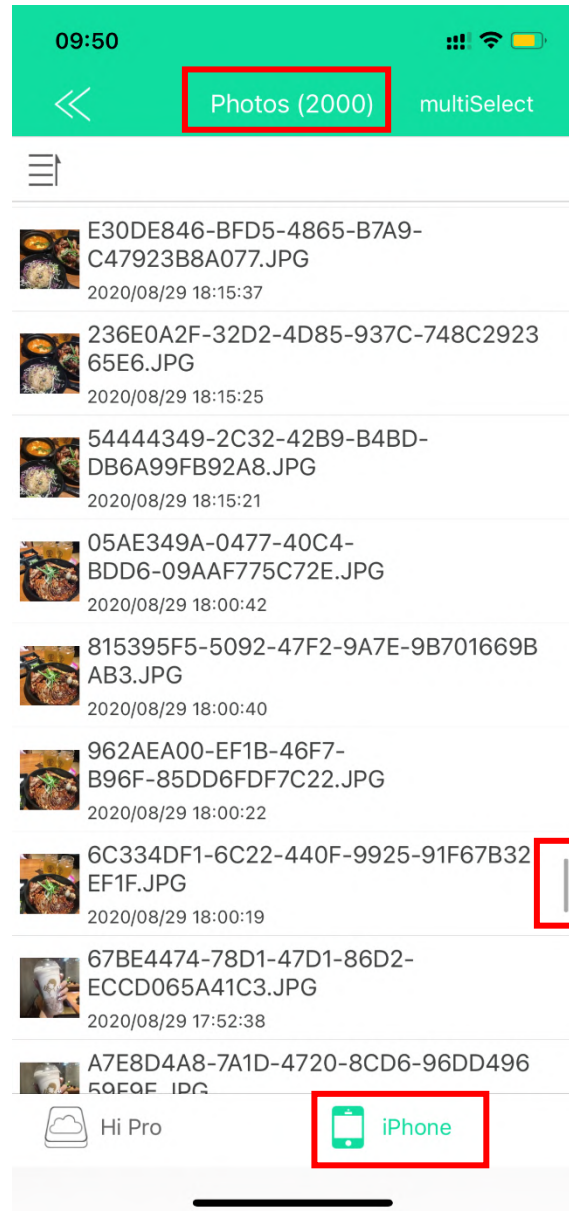 09:50
Photos (2000)
multiSelect
E30DE846-BFD5-4865-B7A9-
C47923B8A077.JPG
2020/08/29 18:15:37
236E0A2F-32D2-4D85-937C-748C2923
65E6.JPG
2020/08/29 18:15:25
54444349-2C32-42B9-B4BD-
DB6A99FB92A8.JPG
2020/08/29 18:15:21
05AE349A-0477-40C4-
BDD6-09AAF775C72E.JPG
2020/08/29 18:00:42
815395F5-5092-47F2-9A7E-9B701669B
AB3.JPG
2020/08/29 18:00:40
962AEA00-EF1B-46F7-
B96F-85DD6FDF7C22.JPG
2020/08/29 18:00:22
6C334DF1-6C22-440F-9925-91F67B32
EF1F.JPG
2020/08/29 18:00:19
67BE4474-78D1-47D1-86D2-
ECCD065A41C3.JPG
2020/08/29 17:52:38
A7E8D4A8-7A1D-4720-8CD6-96DD496
Hi Pro
iPhone